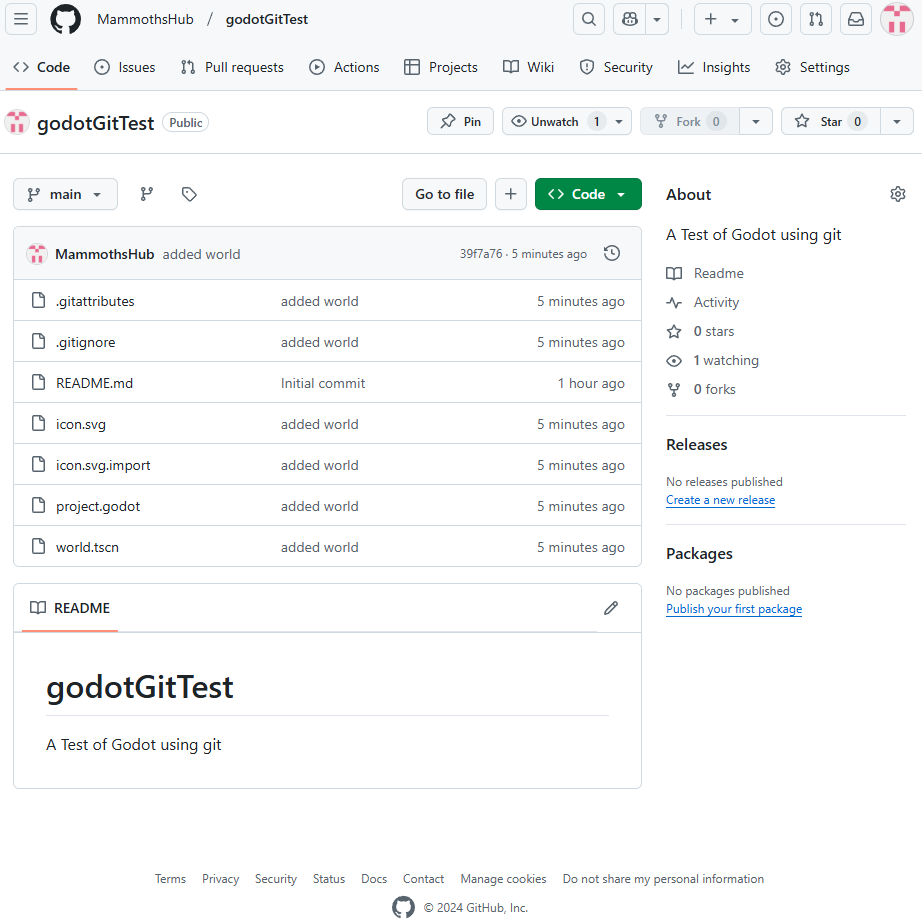 MammothsHub / godotGitTest
Code Issues Pull requests Actions Projects Wiki Security Insights Settings
godotGitTest Public Pin Unwatch 1 Fork 0 Star 0
main Go to file + Code
MammothsHub added world 39f7a76 · 5 minutes ago
.gitattributes added world 5 minutes ago
.gitignore added world 5 minutes ago
README.md Initial commit 1 hour ago
icon.svg added world 5 minutes ago
icon.svg.import added world 5 minutes ago
project.godot added world 5 minutes ago
world.tscn added world 5 minutes ago
README
godotGitTest
A Test of Godot using git
About
A Test of Godot using git
Readme
Activity
0 stars
1 watching
0 forks
Releases
No releases published
Create a new release
Packages
No packages published
Publish your first package
Terms Privacy Security Status Docs Contact Manage cookies Do not share my personal information
© 2024 GitHub, Inc.